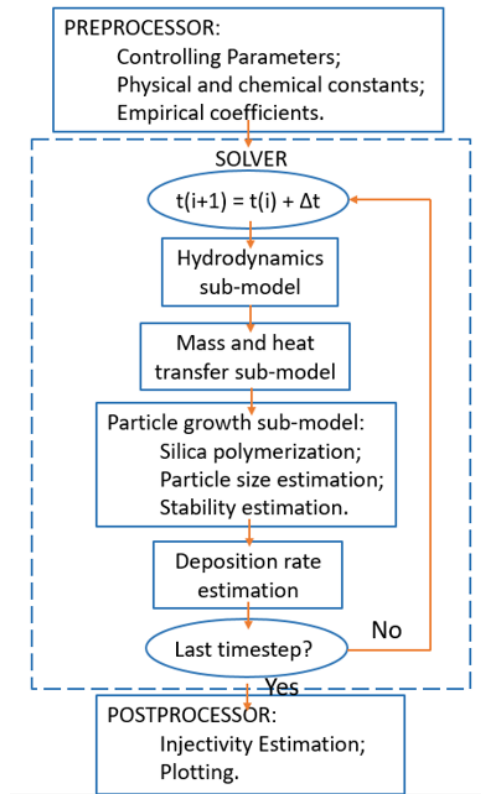 PREPROCESSOR:
Controlling Parameters;
Physical and chemical constants;
Empirical coefficients.
SOLVER
t(i+1) = t(i) + Δt
Hydrodynamics
sub-model
Mass and heat
transfer sub-model
Particle growth sub-model:
Silica polymerization;
Particle size estimation;
Stability estimation.
Deposition rate
estimation
Last timestep?
No
Yes
POSTPROCESSOR:
Injectivity Estimation;
Plotting.